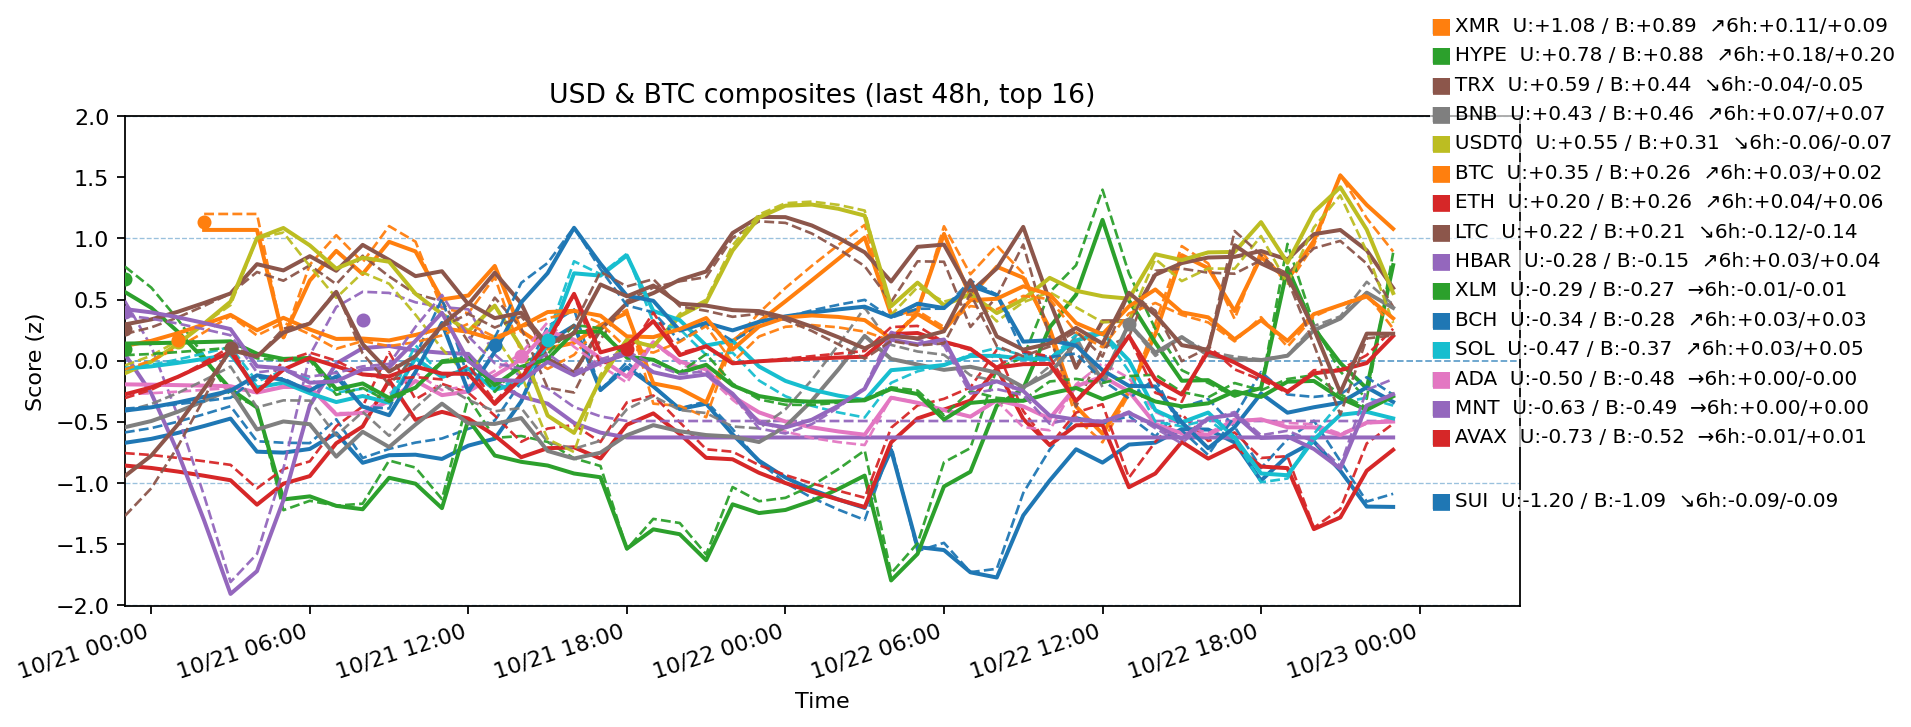 XMR  U:+1.08 / B:+0.89  ↗6h:+0.11/+0.09
HYPE  U:+0.78 / B:+0.88  ↗6h:+0.18/+0.20
TRX  U:+0.59 / B:+0.44  ↘6h:-0.04/-0.05
BNB  U:+0.43 / B:+0.46  ↗6h:+0.07/+0.07
USDT0  U:+0.55 / B:+0.31  ↘6h:-0.06/-0.07
BTC  U:+0.35 / B:+0.26  ↗6h:+0.03/+0.02
ETH  U:+0.20 / B:+0.26  ↗6h:+0.04/+0.06
LTC  U:+0.22 / B:+0.21  ↘6h:-0.12/-0.14
HBAR  U:-0.28 / B:-0.15  ↗6h:+0.03/+0.04
XLM  U:-0.29 / B:-0.27  →6h:-0.01/-0.01
BCH  U:-0.34 / B:-0.28  ↗6h:+0.03/+0.03
SOL  U:-0.47 / B:-0.37  ↗6h:+0.03/+0.05
ADA  U:-0.50 / B:-0.48  →6h:+0.00/-0.00
MNT  U:-0.63 / B:-0.49  →6h:+0.00/+0.00
AVAX  U:-0.73 / B:-0.52  →6h:-0.01/+0.01
SUI  U:-1.20 / B:-1.09  ↘6h:-0.09/-0.09
USD & BTC composites (last 48h, top 16)
Score (z)
2.0
1.5
1.0
0.5
0.0
−0.5
−1.0
−1.5
−2.0
10/21 00:00
10/21 06:00
10/21 12:00
10/21 18:00
10/22 00:00
10/22 06:00
10/22 12:00
10/22 18:00
10/23 00:00
Time